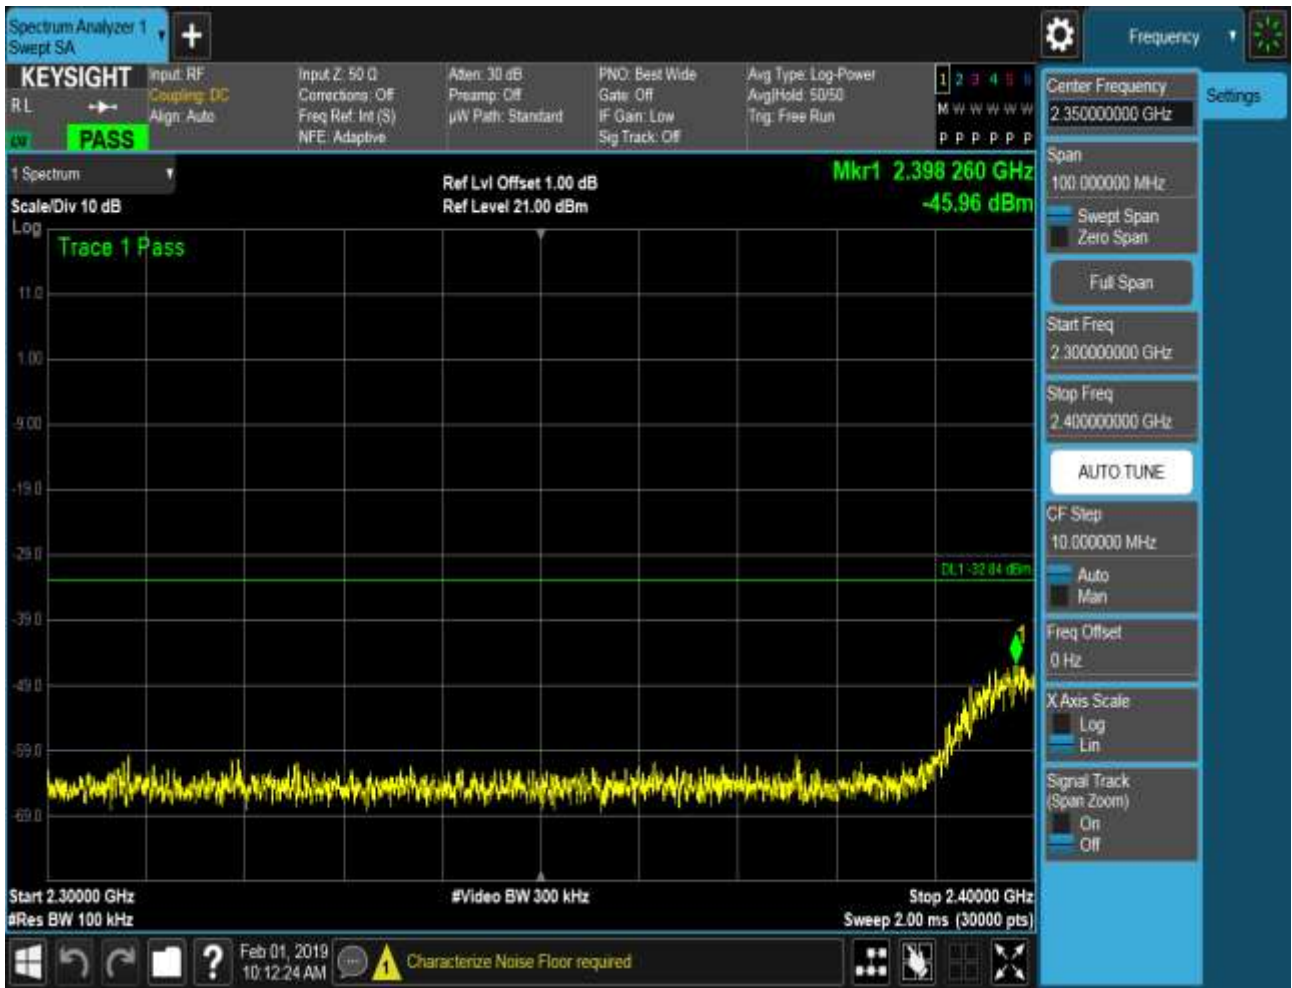 Spectrum Analyzer 1
Swept SA
Frequency
KEYSIGHT
R L
PASS
Input: RF
Coupling: DC
Align: Auto
Input Z: 50 Ω
Corrections: Off
Freq Ref: Int (S)
NFE: Adaptive
Atten: 30 dB
Preamp: Off
µW Path: Standard
PNO: Best Wide
Gate: Off
IF Gain: Low
Sig Track: Off
Avg Type: Log-Power
Avg|Hold: 50/50
Trig: Free Run
1 2 3 4 5 6
M W W W W W
P P P P P P
1 Spectrum
Scale/Div 10 dB
Log
Ref Lvl Offset 1.00 dB
Ref Level 21.00 dBm
Mkr1 2.398 260 GHz
-45.96 dBm
Trace 1 Pass
11.0
1.00
-9.00
-19.0
-29.0
DL1 -32.84 dBm
-39.0
1
-49.0
-59.0
-69.0
Start 2.30000 GHz
#Res BW 100 kHz
#Video BW 300 kHz
Stop 2.40000 GHz
Sweep 2.00 ms (30000 pts)
Center Frequency
2.350000000 GHz
Settings
Span
100.000000 MHz
Swept Span
Zero Span
Full Span
Start Freq
2.300000000 GHz
Stop Freq
2.400000000 GHz
AUTO TUNE
CF Step
10.000000 MHz
Auto
Man
Freq Offset
0 Hz
X Axis Scale
Log
Lin
Signal Track
(Span Zoom)
On
Off
?
Feb 01, 2019
10:12:24 AM
Characterize Noise Floor required